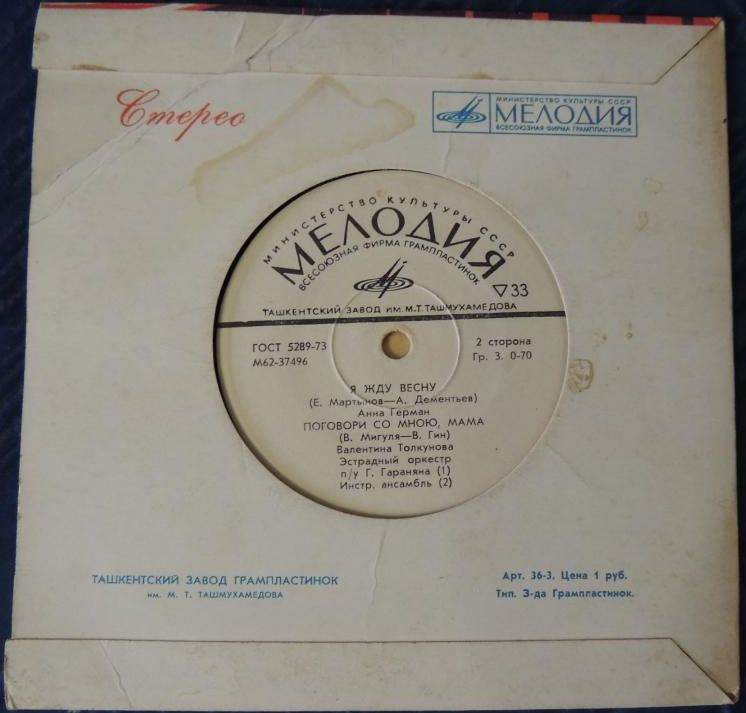 Стерео
МИНИСТЕРСТВО КУЛЬТУРЫ СССР
МЕЛОДИЯ
ВСЕСОЮЗНАЯ ФИРМА ГРАМПЛАСТИНОК
МИНИСТЕРСТВО КУЛЬТУРЫ СССР
МЕЛОДИЯ
ВСЕСОЮЗНАЯ ФИРМА ГРАМПЛАСТИНОК
▽33
ТАШКЕНТСКИЙ ЗАВОД ИМ. М. Т. ТАШМУХАМЕДОВА
ГОСТ 5289-73 2 сторона
М62-37496 Гр. 3. 0-70
Я ЖДУ ВЕСНУ
(Е. Мартынов—А. Дементьев)
Анна Герман
ПОГОВОРИ СО МНОЮ, МАМА
(В. Мигуля—В. Гин)
Валентина Толкунова
Эстрадный оркестр
п/у Г. Гараняна (1)
Инстр. ансамбль (2)
ТАШКЕНТСКИЙ ЗАВОД ГРАМПЛАСТИНОК
им. М. Т. ТАШМУХАМЕДОВА
Арт. 36-3. Цена 1 руб.
Тип. З-да Грампластинок.